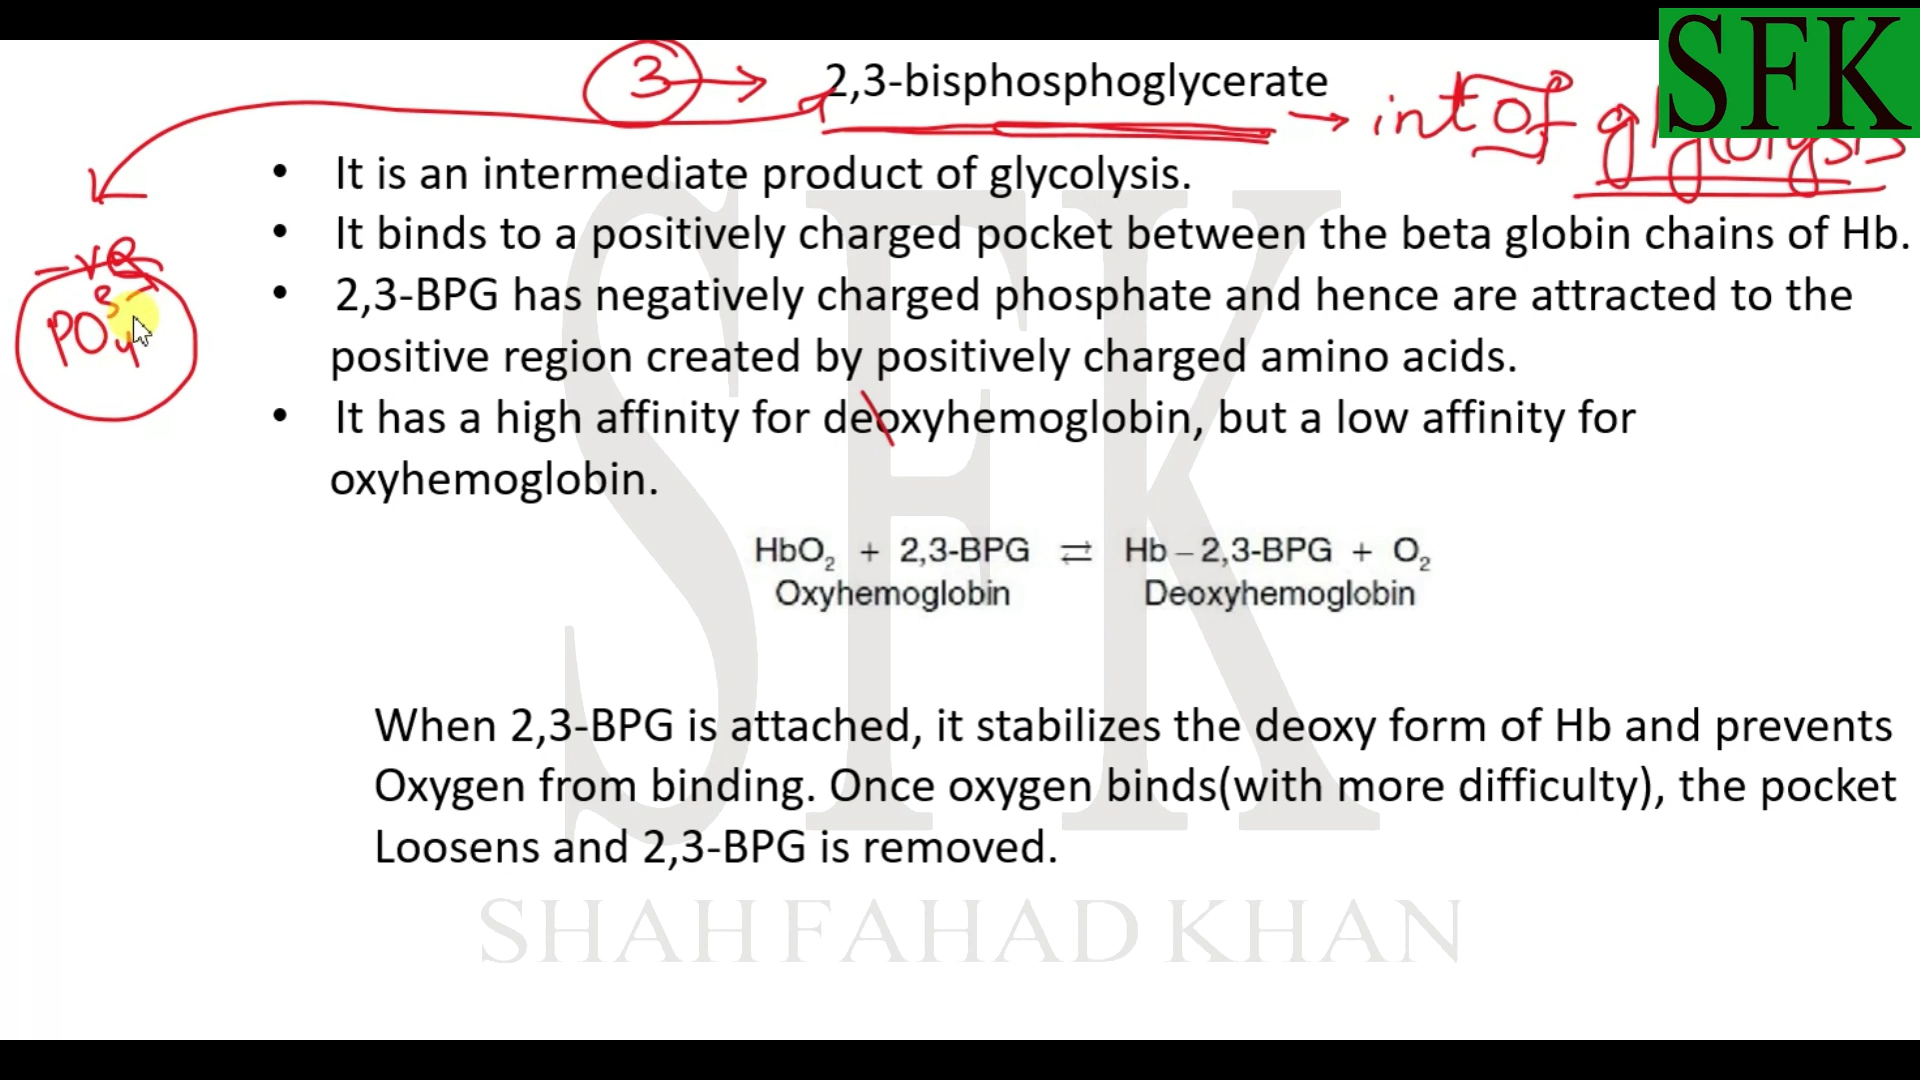 SFK
3 → 2,3-bisphosphoglycerate → int of glycolysis
• It is an intermediate product of glycolysis.
• It binds to a positively charged pocket between the beta globin chains of Hb.
-ve
PO₄³⁻
• 2,3-BPG has negatively charged phosphate and hence are attracted to the
positive region created by positively charged amino acids.
• It has a high affinity for deoxyhemoglobin, but a low affinity for
oxyhemoglobin.
HbO₂ + 2,3-BPG ⇄ Hb – 2,3-BPG + O₂
Oxyhemoglobin Deoxyhemoglobin
When 2,3-BPG is attached, it stabilizes the deoxy form of Hb and prevents
Oxygen from binding. Once oxygen binds(with more difficulty), the pocket
Loosens and 2,3-BPG is removed.
SFK
SHAH FAHAD KHAN